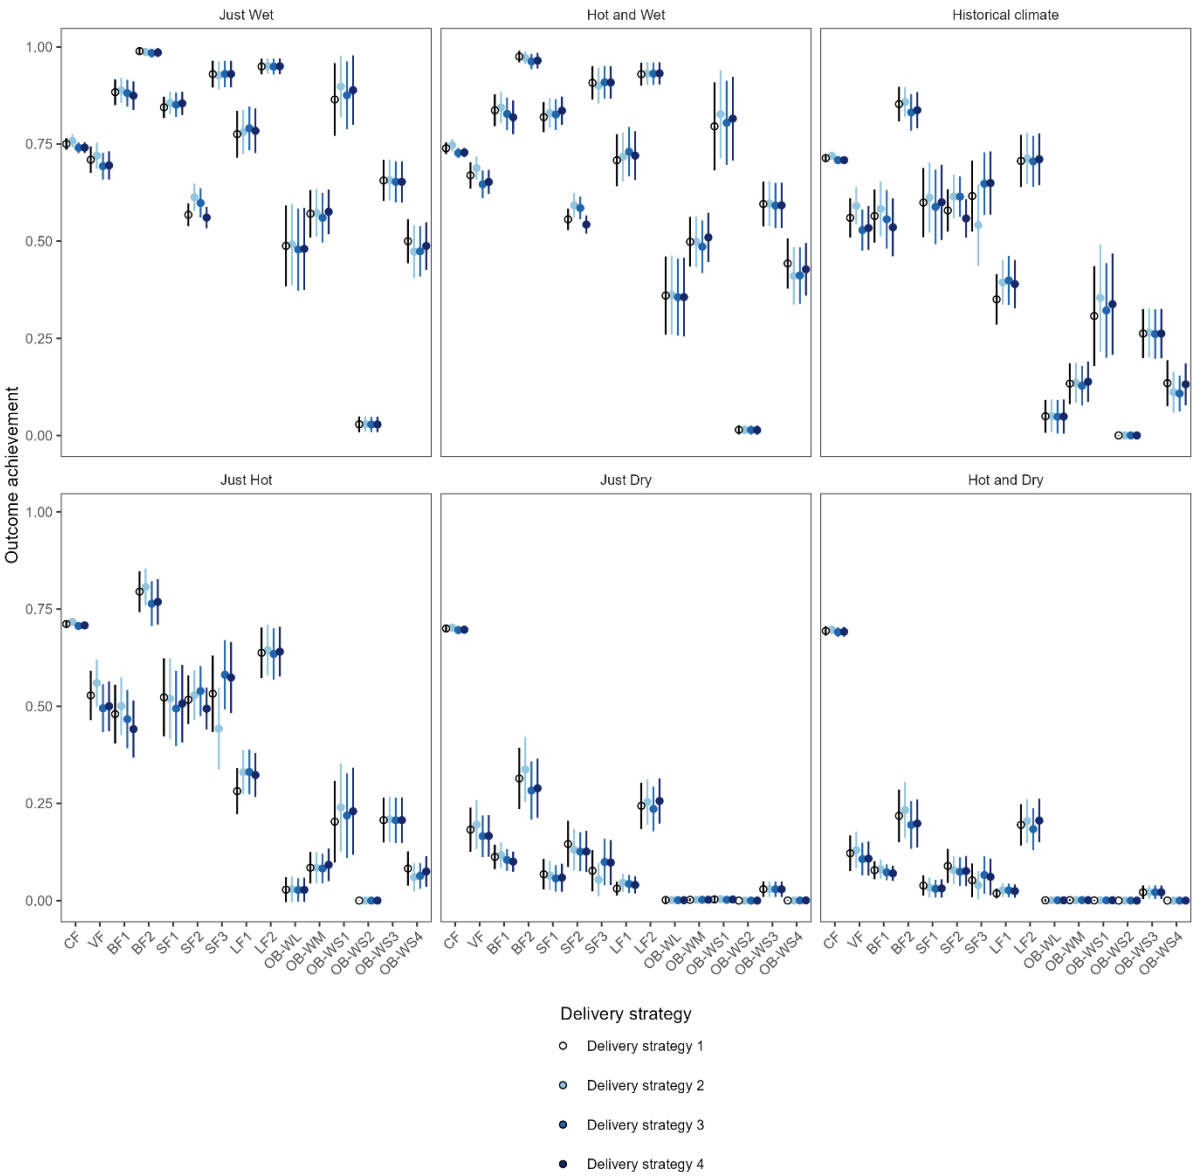 Just Wet
Hot and Wet
Historical climate
1.00
0.75
0.50
0.25
0.00
Outcome achievement
Just Hot
Just Dry
Hot and Dry
1.00
0.75
0.50
0.25
0.00
CF VF BF1 BF2 SF1 SF2 SF3 LF1 LF2 OB-WL OB-WM OB-WS1 OB-WS2 OB-WS3 OB-WS4
CF VF BF1 BF2 SF1 SF2 SF3 LF1 LF2 OB-WL OB-WM OB-WS1 OB-WS2 OB-WS3 OB-WS4
CF VF BF1 BF2 SF1 SF2 SF3 LF1 LF2 OB-WL OB-WM OB-WS1 OB-WS2 OB-WS3 OB-WS4
Delivery strategy
Delivery strategy 1
Delivery strategy 2
Delivery strategy 3
Delivery strategy 4